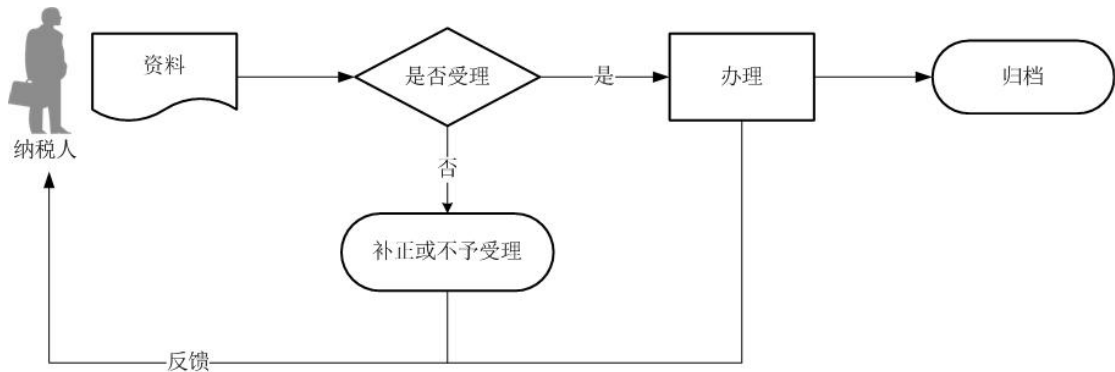 资料
是否受理
是
办理
归档
纳税人
否
补正或不予受理
反馈